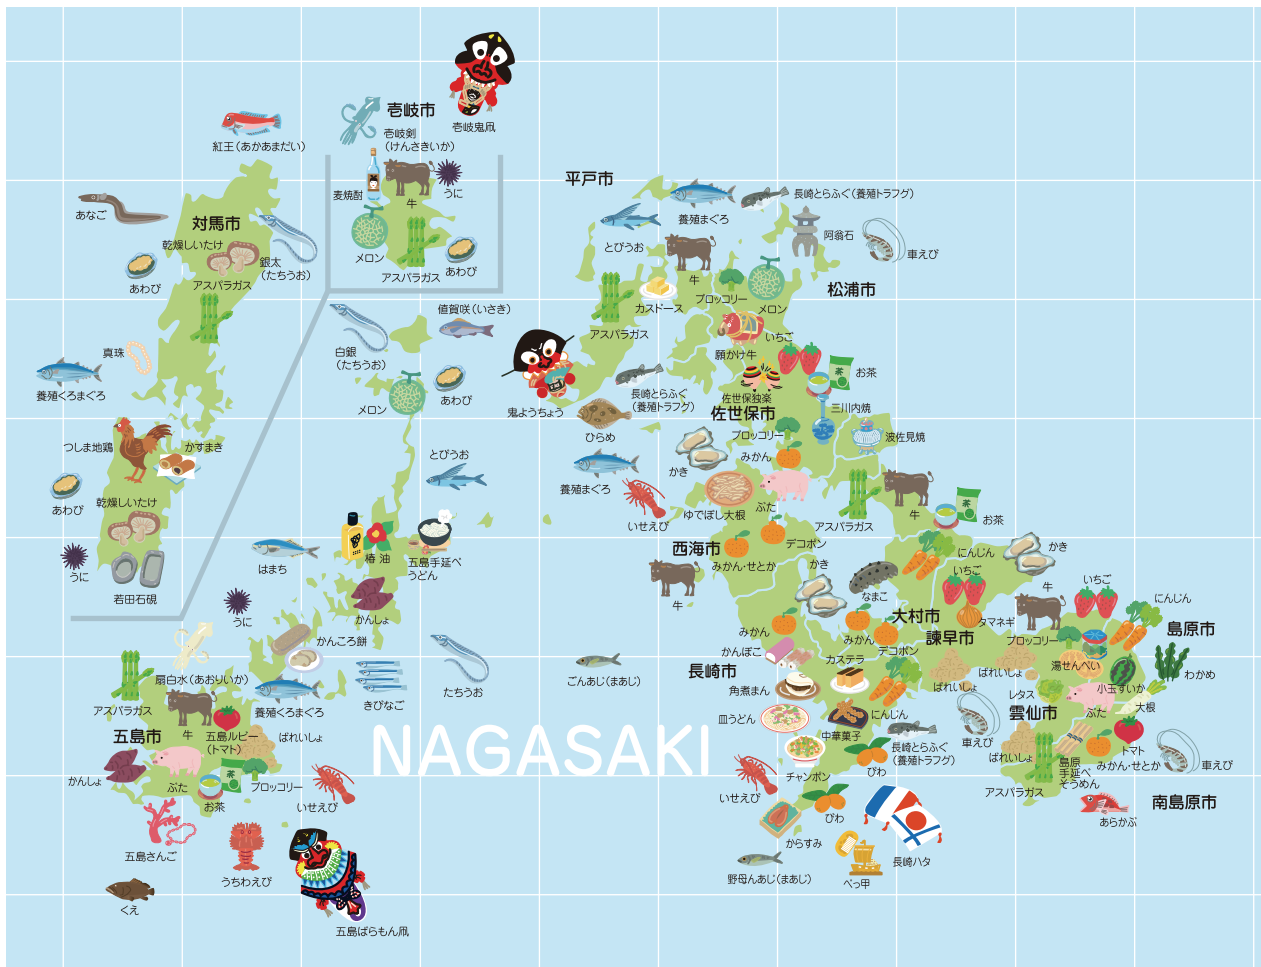 壱岐市
壱岐剣
(けんさきいか)
壱岐鬼凧
麦焼酎
牛
うに
メロン
アスパラガス
あわび
紅王(あかあまだい)
あなご
対馬市
乾燥しいたけ
銀太
(たちうお)
あわび
アスパラガス
真珠
養殖くろまぐろ
つしま地鶏
かすまき
あわび
乾燥しいたけ
うに
若田石硯
平戸市
養殖まぐろ
長崎とらふぐ(養殖トラフグ)
とびうお
阿翁石
車えび
牛
カスドース
ブロッコリー
メロン
松浦市
アスパラガス
いちご
願かけ牛
お茶
鬼ようちょう
長崎とらふぐ
(養殖トラフグ)
佐世保独楽
佐世保市
三川内焼
ひらめ
ブロッコリー
波佐見焼
みかん
かき
養殖まぐろ
いせえび
ゆでぼし大根
ぶた
アスパラガス
牛
お茶
値賀咲(いさき)
白銀
(たちうお)
メロン
あわび
とびうお
椿 油
五島手延べ
うどん
はまち
かんしょ
うに
かんころ餅
たちうお
きびなご
ごんあじ(まあじ)
扇白水(あおりいか)
アスパラガス
牛
養殖くろまぐろ
五島ルビー
(トマト)
ばれいしょ
五島市
かんしょ
ぶた
お茶
茶
ブロッコリー
いせえび
五島さんご
うちわえび
くえ
五島ばらもん凧
NAGASAKI
西海市
みかん・せとか
デコポン
牛
かき
なまこ
にんじん
いちご
かき
大村市
タマネギ
牛
いちご
にんじん
みかん
みかん
デコポン
諫早市
ブロッコリー
島原市
かんぼこ
長崎市
カステラ
ばれいしょ
ばれいしょ
湯せんぺい
わかめ
角煮まん
にんじん
レタス
小玉すいか
皿うどん
中華菓子
雲仙市
ぶた
大根
チャンポン
長崎とらふぐ
(養殖トラフグ)
車えび
ばれいしょ
島原
手延べ
そうめん
トマト
みかん・せとか
車えび
びわ
アスパラガス
いせえび
びわ
あらかぶ
南島原市
からすみ
長崎ハタ
野母んあじ(まあじ)
べっ甲
茶
茶